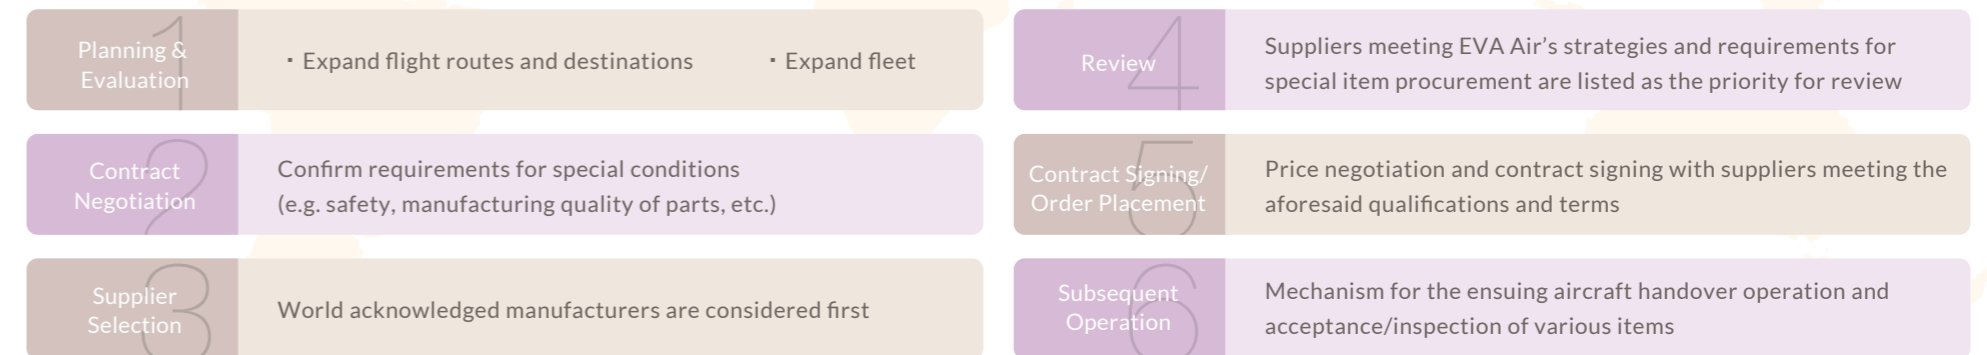 1
Planning &
Evaluation
· Expand flight routes and destinations · Expand fleet
2
Contract
Negotiation
Confirm requirements for special conditions
(e.g. safety, manufacturing quality of parts, etc.)
3
Supplier
Selection
World acknowledged manufacturers are considered first
4
Review
Suppliers meeting EVA Air’s strategies and requirements for
special item procurement are listed as the priority for review
5
Contract Signing/
Order Placement
Price negotiation and contract signing with suppliers meeting the
aforesaid qualifications and terms
6
Subsequent
Operation
Mechanism for the ensuing aircraft handover operation and
acceptance/inspection of various items